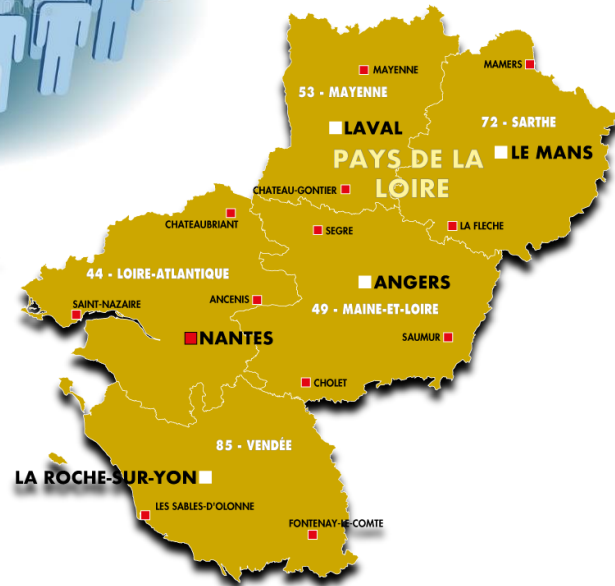 MAYENNE
MAMERS
53 - MAYENNE
LAVAL
72 - SARTHE
LE MANS
PAYS DE LA
LOIRE
CHATEAU-GONTIER
CHATEAUBRIANT
SEGRE
LA FLECHE
44 - LOIRE-ATLANTIQUE
ANGERS
SAINT-NAZAIRE
ANCENIS
49 - MAINE-ET-LOIRE
NANTES
SAUMUR
CHOLET
85 - VENDÉE
LA ROCHE-SUR-YON
LES SABLES-D'OLONNE
FONTENAY-LE-COMTE